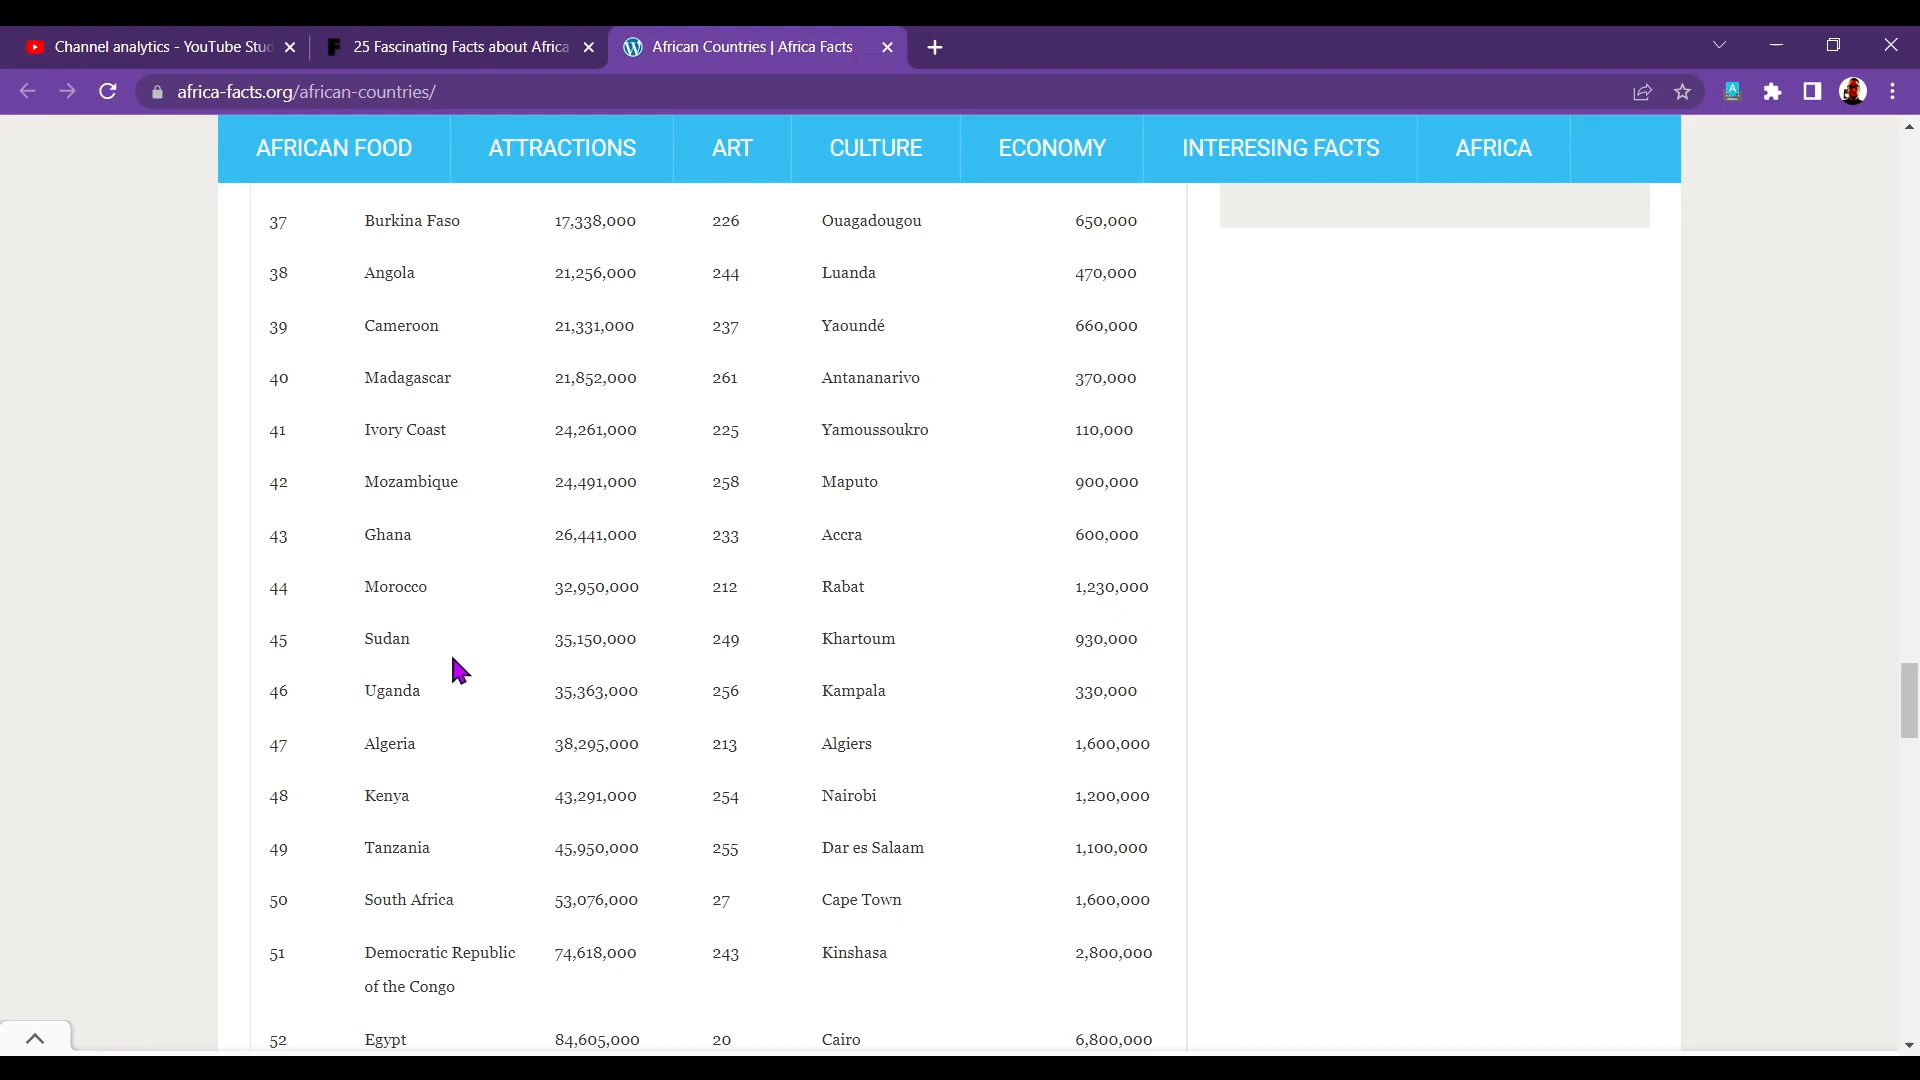 Channel analytics - YouTube Stud
25 Fascinating Facts about Africa
African Countries | Africa Facts
africa-facts.org/african-countries/
AFRICAN FOOD ATTRACTIONS ART CULTURE ECONOMY INTERESING FACTS AFRICA
37 Burkina Faso 17,338,000 226 Ouagadougou 650,000
38 Angola 21,256,000 244 Luanda 470,000
39 Cameroon 21,331,000 237 Yaoundé 660,000
40 Madagascar 21,852,000 261 Antananarivo 370,000
41 Ivory Coast 24,261,000 225 Yamoussoukro 110,000
42 Mozambique 24,491,000 258 Maputo 900,000
43 Ghana 26,441,000 233 Accra 600,000
44 Morocco 32,950,000 212 Rabat 1,230,000
45 Sudan 35,150,000 249 Khartoum 930,000
46 Uganda 35,363,000 256 Kampala 330,000
47 Algeria 38,295,000 213 Algiers 1,600,000
48 Kenya 43,291,000 254 Nairobi 1,200,000
49 Tanzania 45,950,000 255 Dar es Salaam 1,100,000
50 South Africa 53,076,000 27 Cape Town 1,600,000
51 Democratic Republic 74,618,000 243 Kinshasa 2,800,000
of the Congo
52 Egypt 84,605,000 20 Cairo 6,800,000